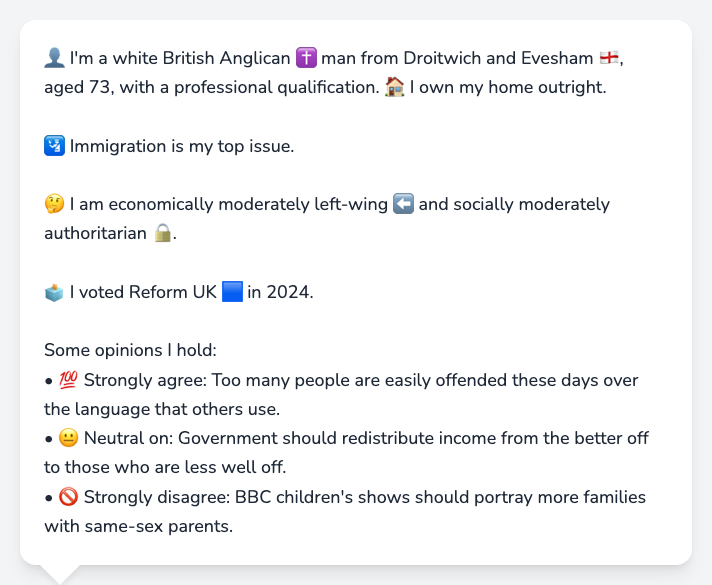 👤 I'm a white British Anglican ✝️ man from Droitwich and Evesham 🏴󠁧󠁢󠁥󠁮󠁧󠁿,
aged 73, with a professional qualification. 🏠 I own my home outright.
🛂 Immigration is my top issue.
🤔 I am economically moderately left-wing ⬅️ and socially moderately
authoritarian 🔒.
🗳️ I voted Reform UK 🟦 in 2024.
Some opinions I hold:
• 💯 Strongly agree: Too many people are easily offended these days over
the language that others use.
• 😐 Neutral on: Government should redistribute income from the better off
to those who are less well off.
• 🚫 Strongly disagree: BBC children's shows should portray more families
with same-sex parents.